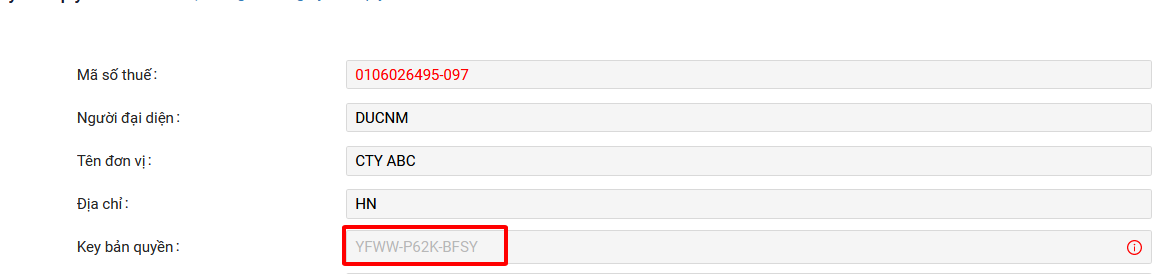 Mã số thuế: 0106026495-097
Người đại diện: DUCNM
Tên đơn vị: CTY ABC
Địa chỉ: HN
Key bản quyền: YFWW-P62K-BFSY